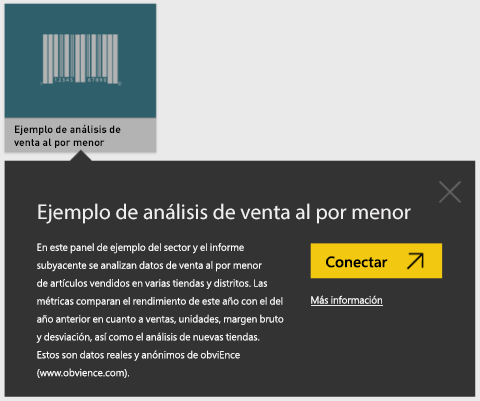 12345 67890
Ejemplo de análisis de
venta al por menor
Ejemplo de análisis de venta al por menor
En este panel de ejemplo del sector y el informe
subyacente se analizan datos de venta al por menor
de artículos vendidos en varias tiendas y distritos. Las
métricas comparan el rendimiento de este año con el del
año anterior en cuanto a ventas, unidades, margen bruto
y desviación, así como el análisis de nuevas tiendas.
Estos son datos reales y anónimos de obviEnce
(www.obvience.com).
Conectar
Más información